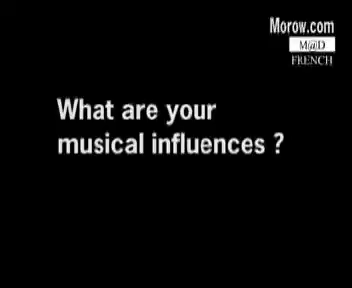 Morow.com
M@D
FRENCH
What are your
musical influences ?